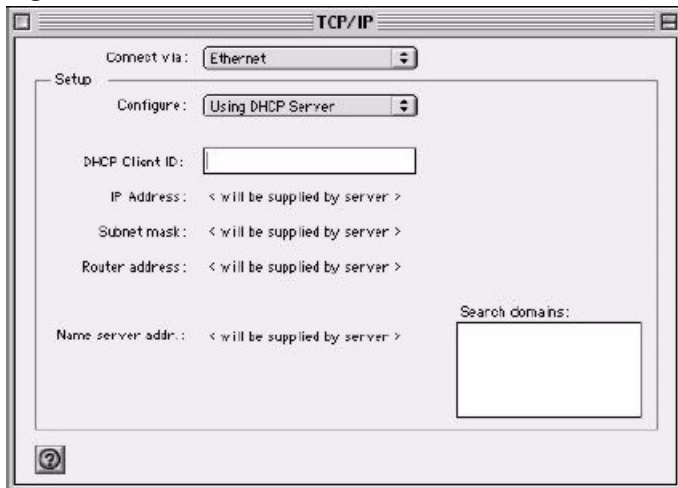 TCP/IP
Connect via: Ethernet
Setup
Configure: Using DHCP Server
DHCP Client ID:
IP Address: < will be supplied by server >
Subnet mask: < will be supplied by server >
Router address: < will be supplied by server >
Search domains:
Name server addr.: < will be supplied by server >
?